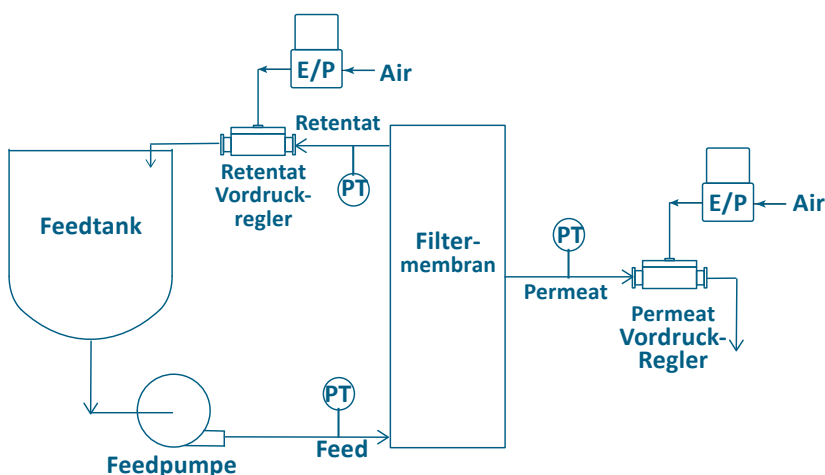 E/P
Air
Retentat
PT
Retentat
Vordruck-
regler
Feedtank
E/P
Air
Filter-
membran
PT
Permeat
Permeat
Vordruck-
Regler
PT
Feed
Feedpumpe